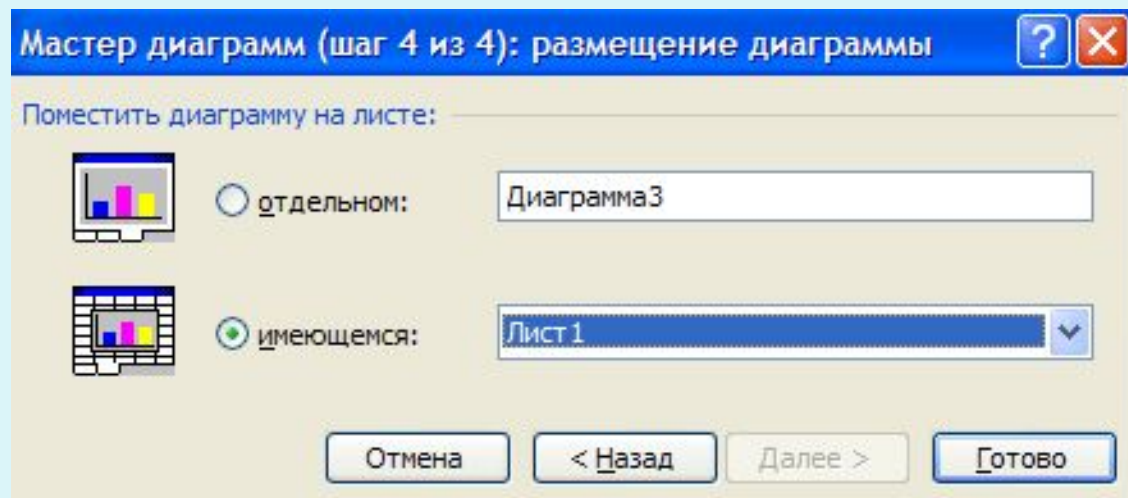 Мастер диаграмм (шаг 4 из 4): размещение диаграммы
Поместить диаграмму на листе:
отдельном: Диаграмма3
имеющемся: Лист1
Отмена < Назад Далее > Готово